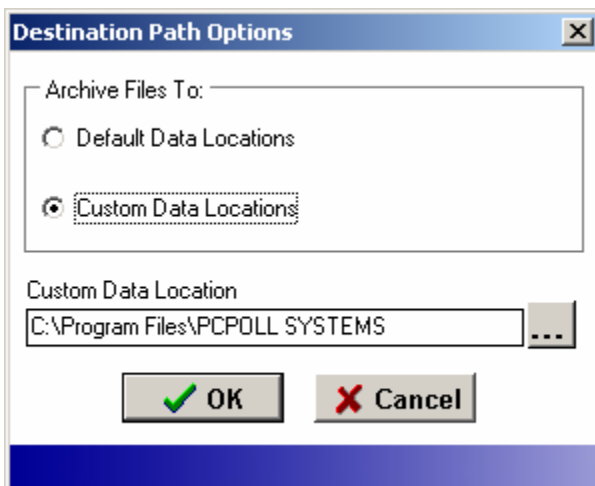 Destination Path Options
Archive Files To:
Default Data Locations
Custom Data Locations
Custom Data Location
C:\Program Files\PCPOLL SYSTEMS
...
OK
Cancel